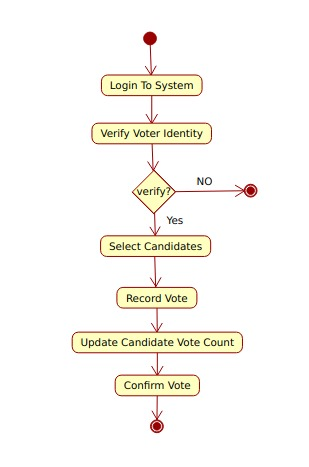 Login To System
Verify Voter Identity
verify?
NO
Yes
Select Candidates
Record Vote
Update Candidate Vote Count
Confirm Vote